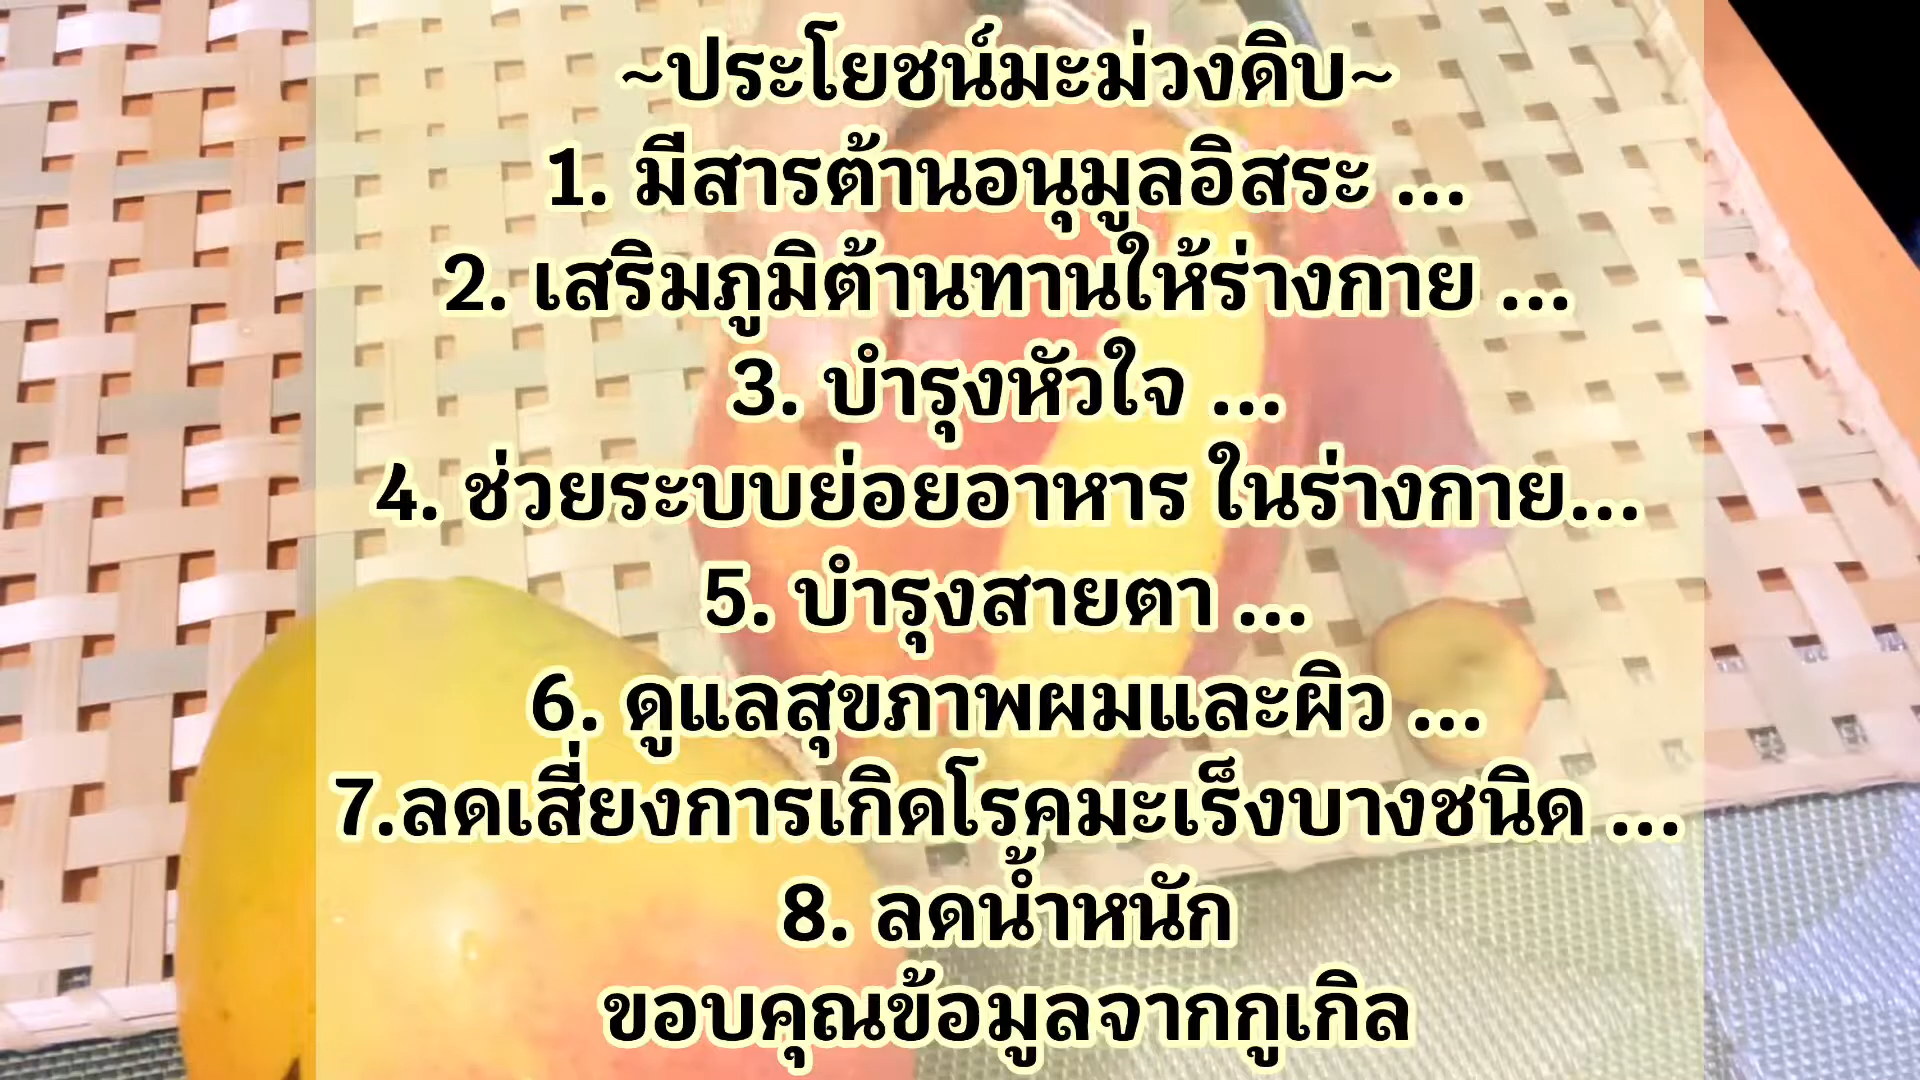 ~ประโยชน์มะม่วงดิบ~
1. มีสารต้านอนุมูลอิสระ ...
2. เสริมภูมิต้านทานให้ร่างกาย ...
3. บำรุงหัวใจ ...
4. ช่วยระบบย่อยอาหาร ในร่างกาย...
5. บำรุงสายตา ...
6. ดูแลสุขภาพผมและผิว ...
7.ลดเสี่ยงการเกิดโรคมะเร็งบางชนิด ...
8. ลดน้ำหนัก
ขอบคุณข้อมูลจากกูเกิล